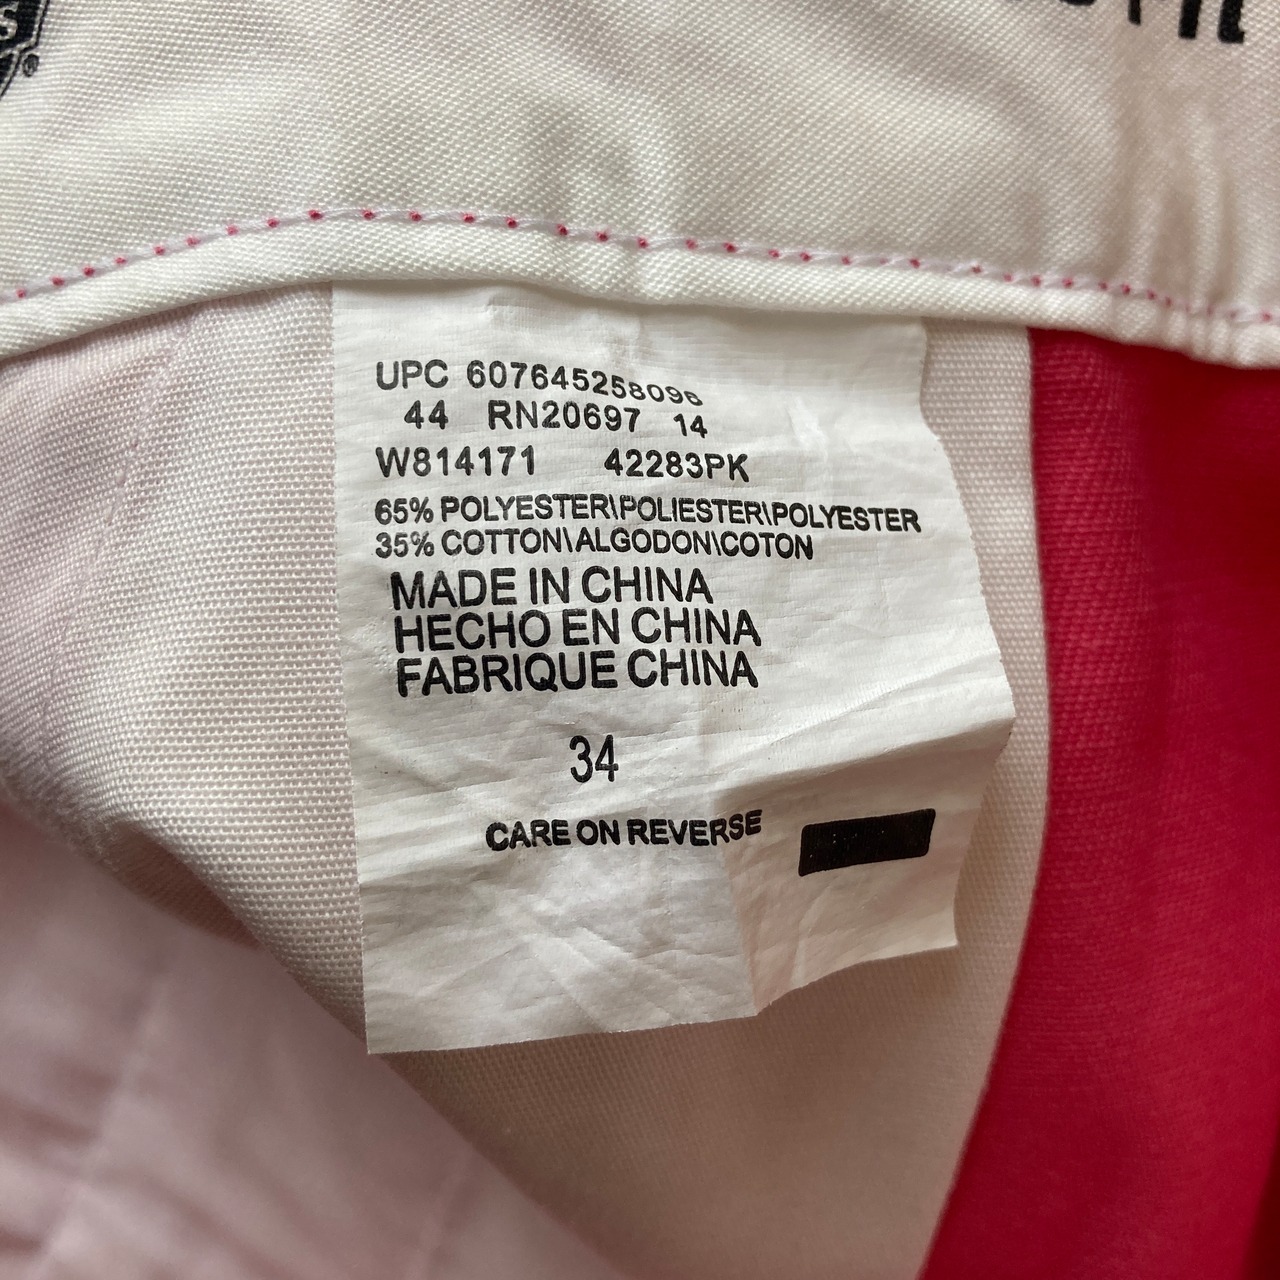 S
®
UPC 607645258096
44 RN20697 14
W814171 42283PK
65% POLYESTER\POLIESTER\POLYESTER
35% COTTON\ALGODON\COTON
MADE IN CHINA
HECHO EN CHINA
FABRIQUE CHINA
34
CARE ON REVERSE